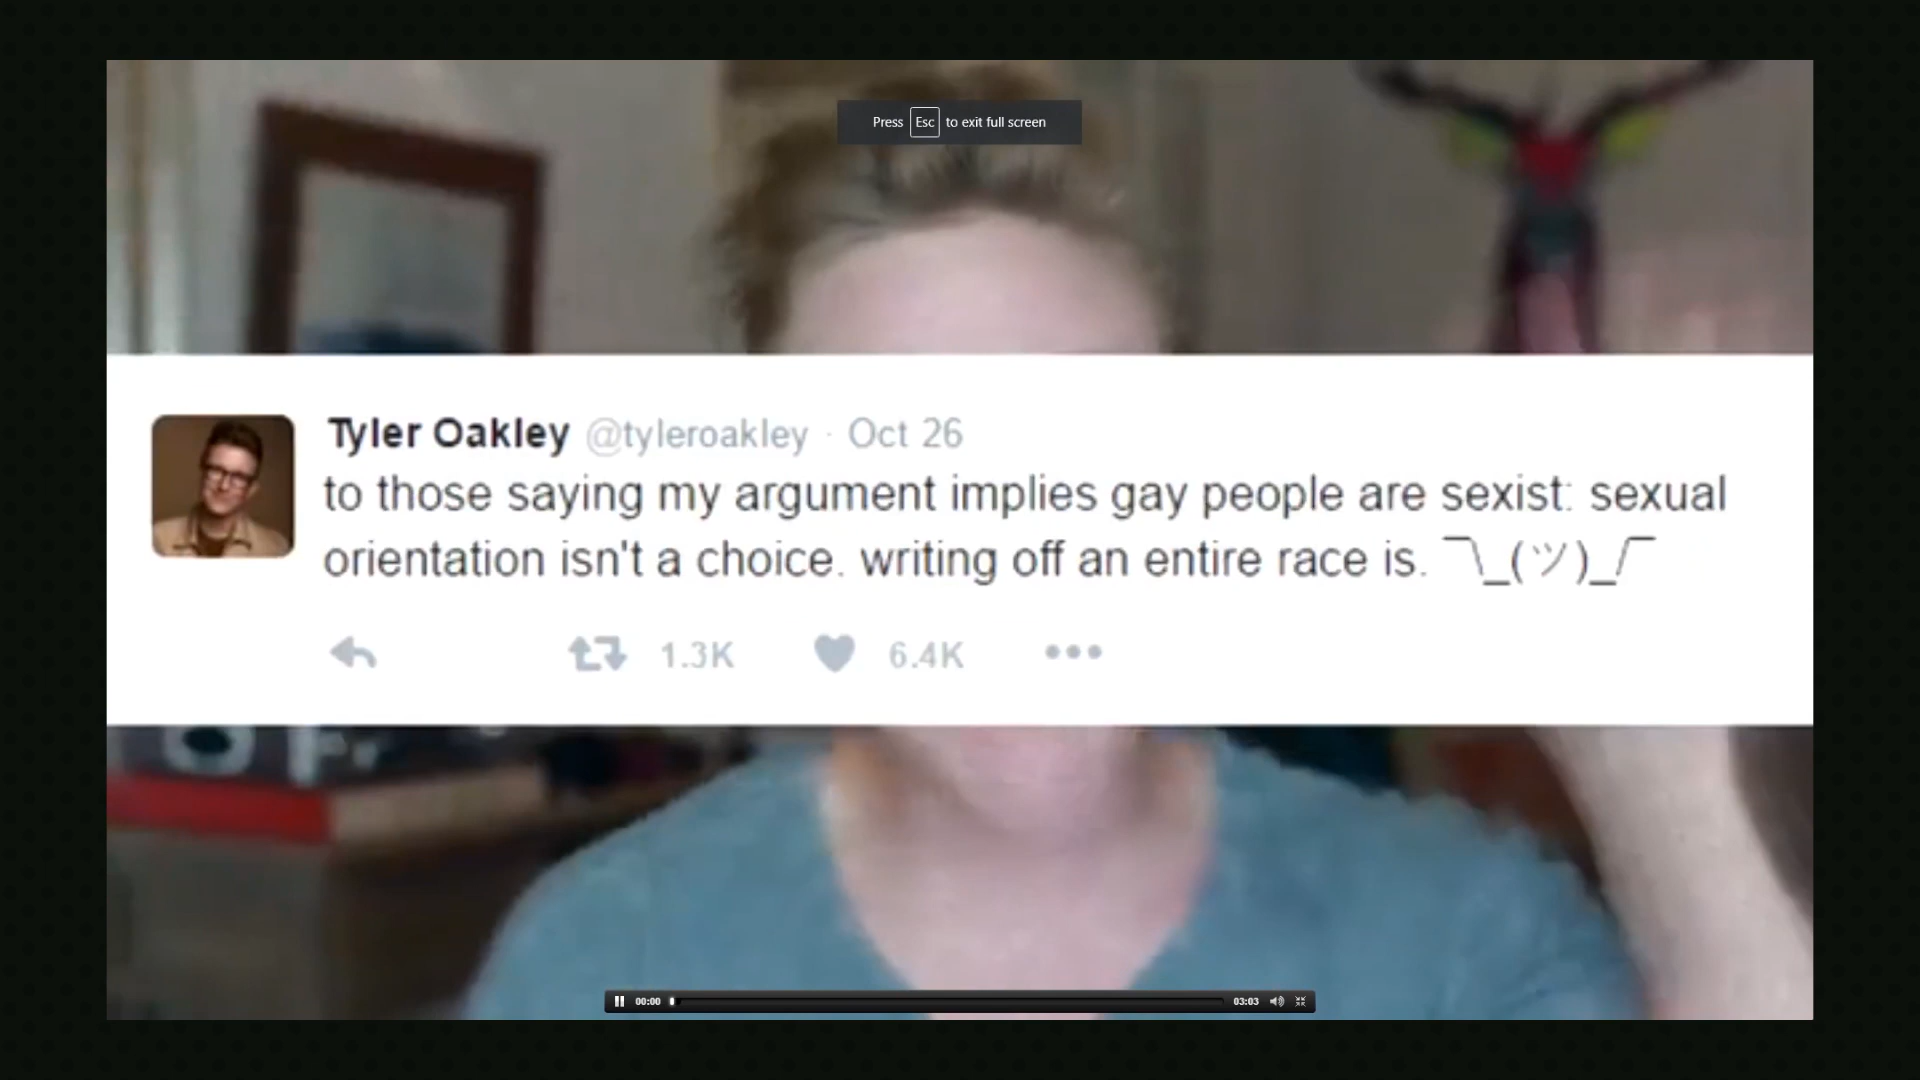 Press Esc to exit full screen
Tyler Oakley @tyleroakley · Oct 26
to those saying my argument implies gay people are sexist: sexual
orientation isn't a choice. writing off an entire race is. ¯\_(ツ)_/¯
1.3K 6.4K
00:00 03:03